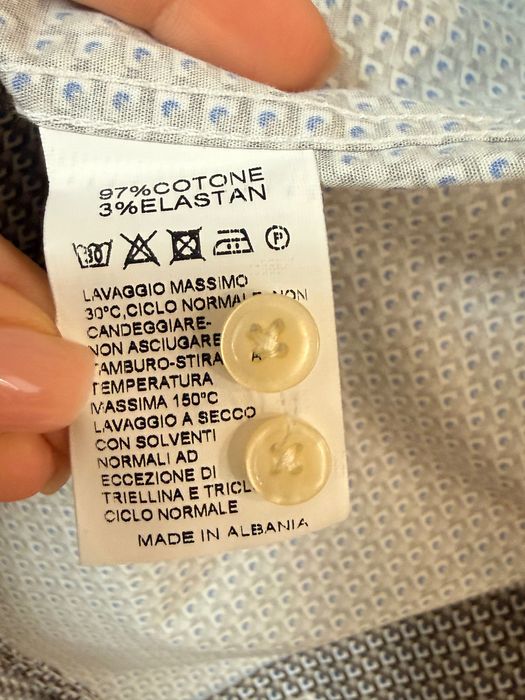 97%COTONE
3%ELASTAN
30 P
LAVAGGIO MASSIMO
30°C,CICLO NORMALE NON
CANDEGGIARE-
NON ASCIUGARE
TAMBURO-STIRA A
TEMPERATURA
MASSIMA 150°C
LAVAGGIO A SECCO
CON SOLVENTI
NORMALI AD
ECCEZIONE DI
TRIELLINA E
CICLO NORMALE
MADE IN ALBANIA